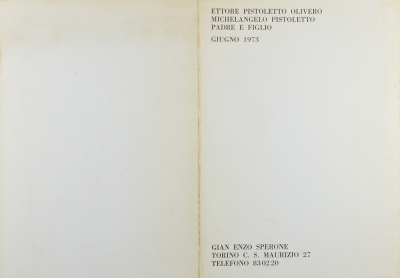 ETTORE PISTOLETTO OLIVERO
MICHELANGELO PISTOLETTO
PADRE E FIGLIO
GIUGNO 1973
GIAN ENZO SPERONE
TORINO C. S. MAURIZIO 27
TELEFONO 830220